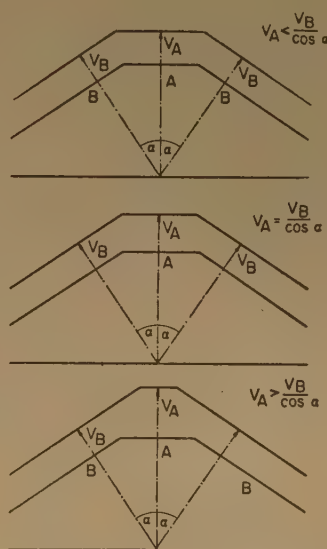 V_A < V_B / cos α
V_A
V_B
V_B
B
A
B
α α
V_A = V_B / cos α
V_B
V_A
V_B
A
α α
V_A > V_B / cos α
V_A
V_B
A
B
B
α α